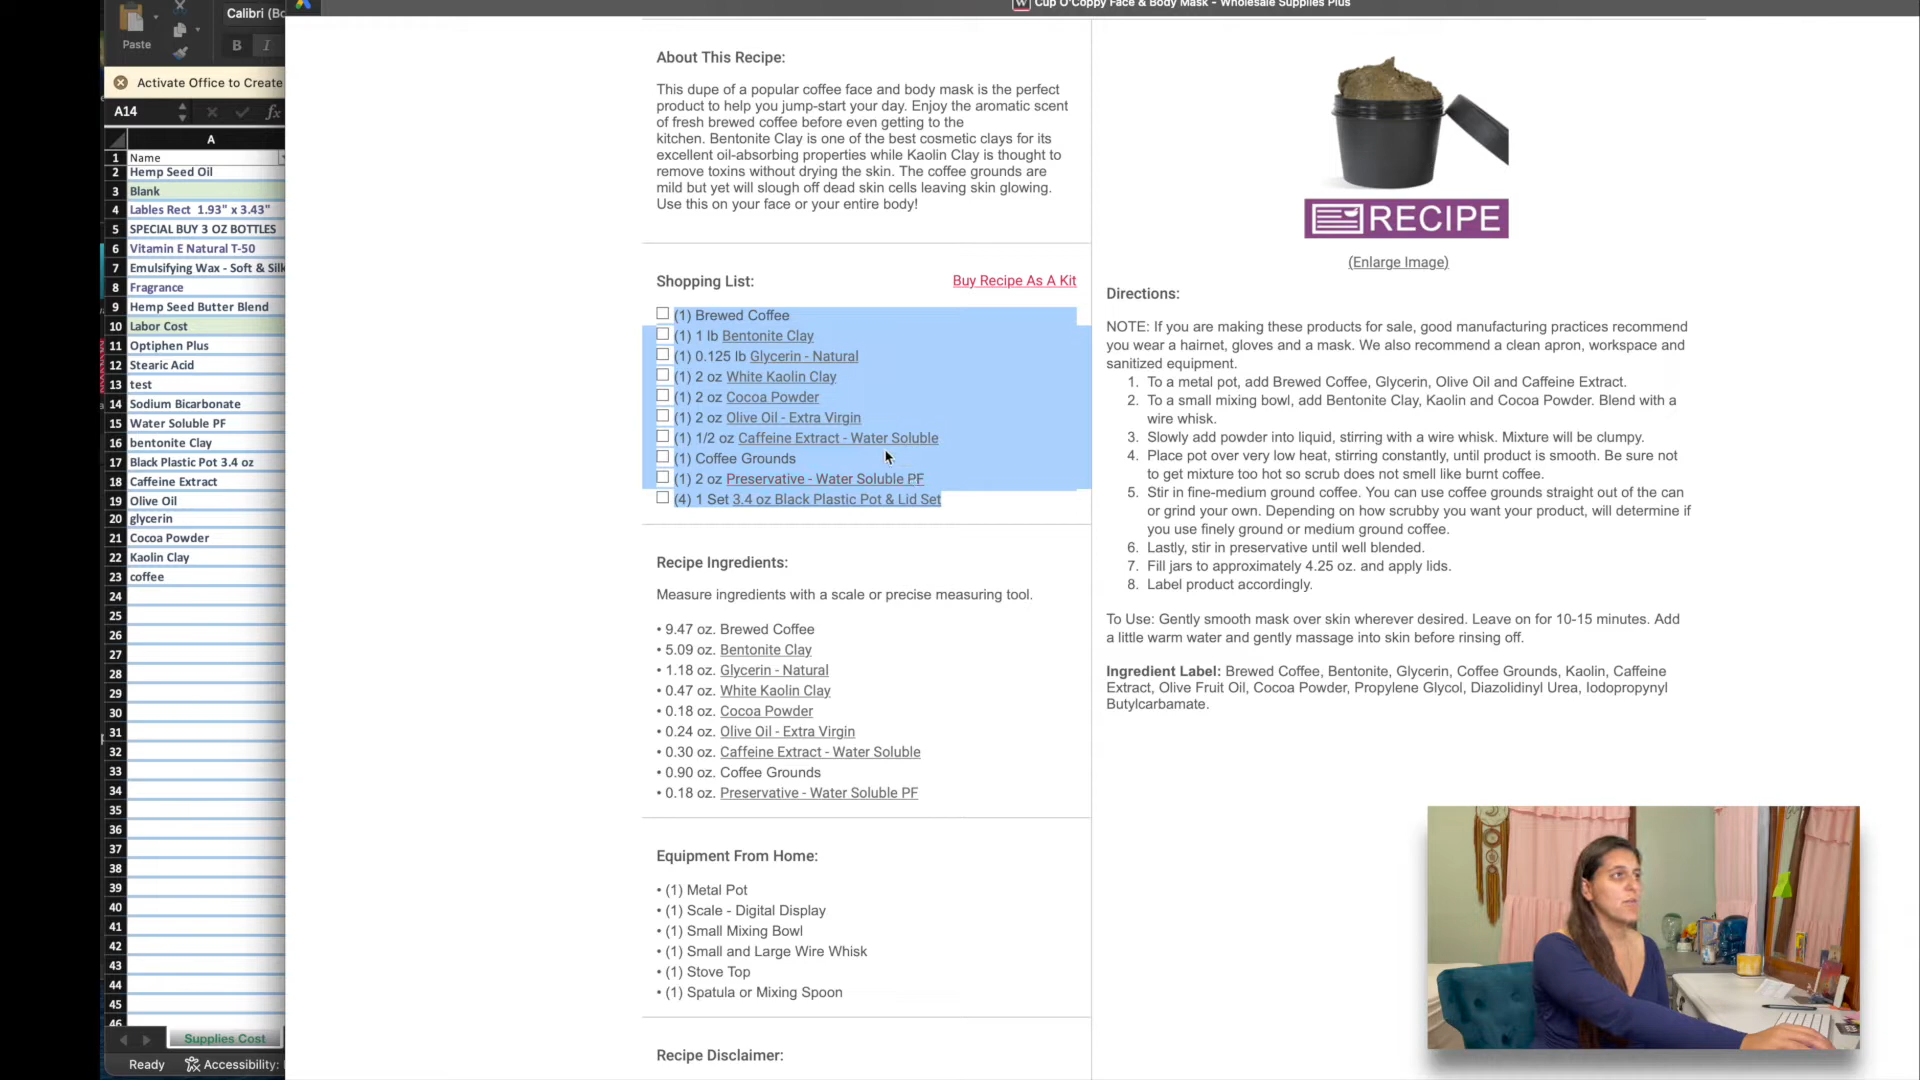 Cup O'Coppy Face & Body Mask - Wholesale Supplies Plus
Calibri (Bo
Paste
B I
Activate Office to Create
A14
fx
A
1 Name
2 Hemp Seed Oil
3 Blank
4 Lables Rect 1.93" x 3.43"
5 SPECIAL BUY 3 OZ BOTTLES
6 Vitamin E Natural T-50
7 Emulsifying Wax - Soft & Silk
8 Fragrance
9 Hemp Seed Butter Blend
10 Labor Cost
11 Optiphen Plus
12 Stearic Acid
13 test
14 Sodium Bicarbonate
15 Water Soluble PF
16 bentonite Clay
17 Black Plastic Pot 3.4 oz
18 Caffeine Extract
19 Olive Oil
20 glycerin
21 Cocoa Powder
22 Kaolin Clay
23 coffee
24
25
26
27
28
29
30
31
32
33
34
35
36
37
38
39
40
41
42
43
44
45
46
Supplies Cost
Ready
Accessibility:
About This Recipe:
This dupe of a popular coffee face and body mask is the perfect
product to help you jump-start your day. Enjoy the aromatic scent
of fresh brewed coffee before even getting to the
kitchen. Bentonite Clay is one of the best cosmetic clays for its
excellent oil-absorbing properties while Kaolin Clay is thought to
remove toxins without drying the skin. The coffee grounds are
mild but yet will slough off dead skin cells leaving skin glowing.
Use this on your face or your entire body!
Shopping List:
Buy Recipe As A Kit
(1) Brewed Coffee
(1) 1 lb Bentonite Clay
(1) 0.125 lb Glycerin - Natural
(1) 2 oz White Kaolin Clay
(1) 2 oz Cocoa Powder
(1) 2 oz Olive Oil - Extra Virgin
(1) 1/2 oz Caffeine Extract - Water Soluble
(1) Coffee Grounds
(1) 2 oz Preservative - Water Soluble PF
(4) 1 Set 3.4 oz Black Plastic Pot & Lid Set
Recipe Ingredients:
Measure ingredients with a scale or precise measuring tool.
• 9.47 oz. Brewed Coffee
• 5.09 oz. Bentonite Clay
• 1.18 oz. Glycerin - Natural
• 0.47 oz. White Kaolin Clay
• 0.18 oz. Cocoa Powder
• 0.24 oz. Olive Oil - Extra Virgin
• 0.30 oz. Caffeine Extract - Water Soluble
• 0.90 oz. Coffee Grounds
• 0.18 oz. Preservative - Water Soluble PF
Equipment From Home:
• (1) Metal Pot
• (1) Scale - Digital Display
• (1) Small Mixing Bowl
• (1) Small and Large Wire Whisk
• (1) Stove Top
• (1) Spatula or Mixing Spoon
Recipe Disclaimer:
RECIPE
(Enlarge Image)
Directions:
NOTE: If you are making these products for sale, good manufacturing practices recommend
you wear a hairnet, gloves and a mask. We also recommend a clean apron, workspace and
sanitized equipment.
1. To a metal pot, add Brewed Coffee, Glycerin, Olive Oil and Caffeine Extract.
2. To a small mixing bowl, add Bentonite Clay, Kaolin and Cocoa Powder. Blend with a
wire whisk.
3. Slowly add powder into liquid, stirring with a wire whisk. Mixture will be clumpy.
4. Place pot over very low heat, stirring constantly, until product is smooth. Be sure not
to get mixture too hot so scrub does not smell like burnt coffee.
5. Stir in fine-medium ground coffee. You can use coffee grounds straight out of the can
or grind your own. Depending on how scrubby you want your product, will determine if
you use finely ground or medium ground coffee.
6. Lastly, stir in preservative until well blended.
7. Fill jars to approximately 4.25 oz. and apply lids.
8. Label product accordingly.
To Use: Gently smooth mask over skin wherever desired. Leave on for 10-15 minutes. Add
a little warm water and gently massage into skin before rinsing off.
Ingredient Label: Brewed Coffee, Bentonite, Glycerin, Coffee Grounds, Kaolin, Caffeine
Extract, Olive Fruit Oil, Cocoa Powder, Propylene Glycol, Diazolidinyl Urea, Iodopropynyl
Butylcarbamate.